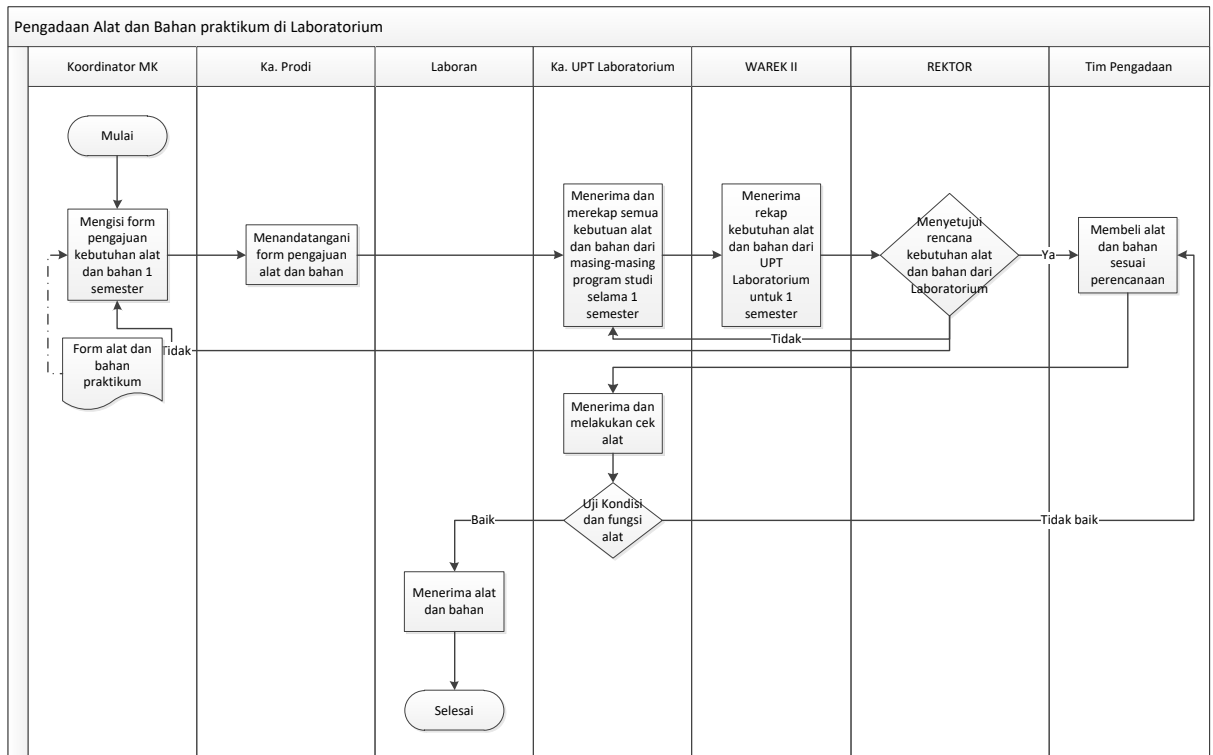 Pengadaan Alat dan Bahan praktikum di Laboratorium
Koordinator MK
Ka. Prodi
Laboran
Ka. UPT Laboratorium
WAREK II
REKTOR
Tim Pengadaan
Mulai
Mengisi form
pengajuan
kebutuhan alat
dan bahan 1
semester
Menandatangani
form pengajuan
alat dan bahan
Menerima dan
merekap semua
kebutuan alat
dan bahan dari
masing-masing
program studi
selama 1
semester
Menerima
rekap
kebutuhan alat
dan bahan dari
UPT
Laboratorium
untuk 1
semester
Menyetujui
rencana
kebutuhan alat
dan bahan dari
Laboratorium
Ya
Membeli alat
dan bahan
sesuai
perencanaan
Tidak
Tidak
Form alat dan
bahan
praktikum
Menerima dan
melakukan cek
alat
Uji Kondisi
dan fungsi
alat
Baik
Tidak baik
Menerima alat
dan bahan
Selesai